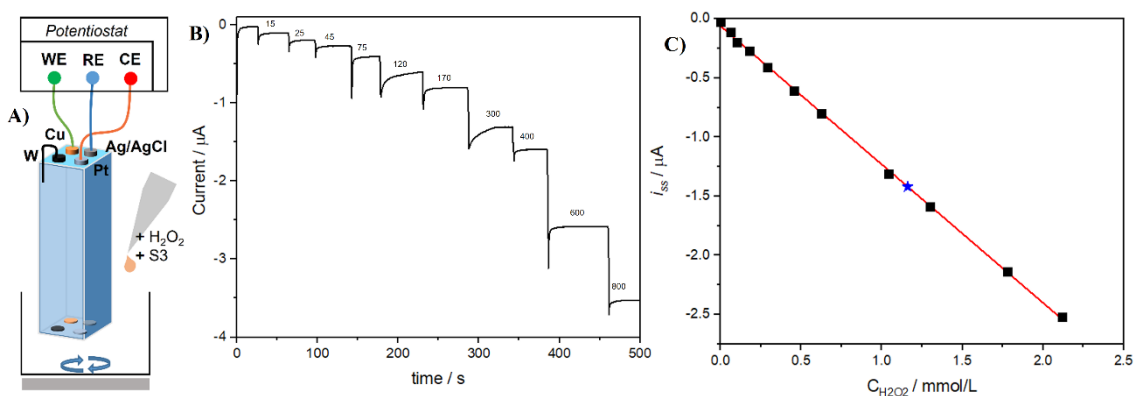 Potentiostat
WE RE CE
A)
Cu
Ag/AgCl
W
Pt
+ H₂O₂
+ S3
B)
0
-1
-2
-3
-4
Current / µA
15
25
45
75
120
170
300
400
600
800
0 100 200 300 400 500
time / s
C)
0.0
-0.5
-1.0
-1.5
-2.0
-2.5
iss / µA
0.0 0.5 1.0 1.5 2.0 2.5
CH2O2 / mmol/L